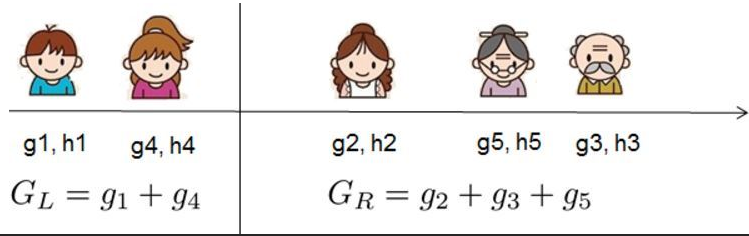 g1, h1 g4, h4 g2, h2 g5, h5 g3, h3
G_L = g_1 + g_4 G_R = g_2 + g_3 + g_5